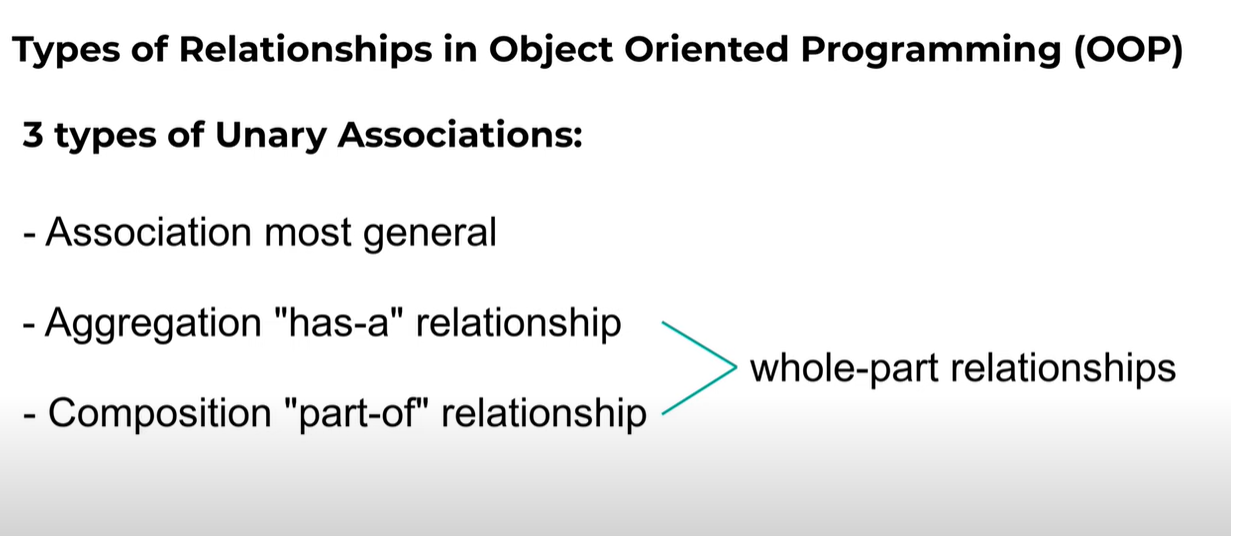 Types of Relationships in Object Oriented Programming (OOP)
3 types of Unary Associations:
- Association most general
- Aggregation "has-a" relationship
whole-part relationships
- Composition "part-of" relationship